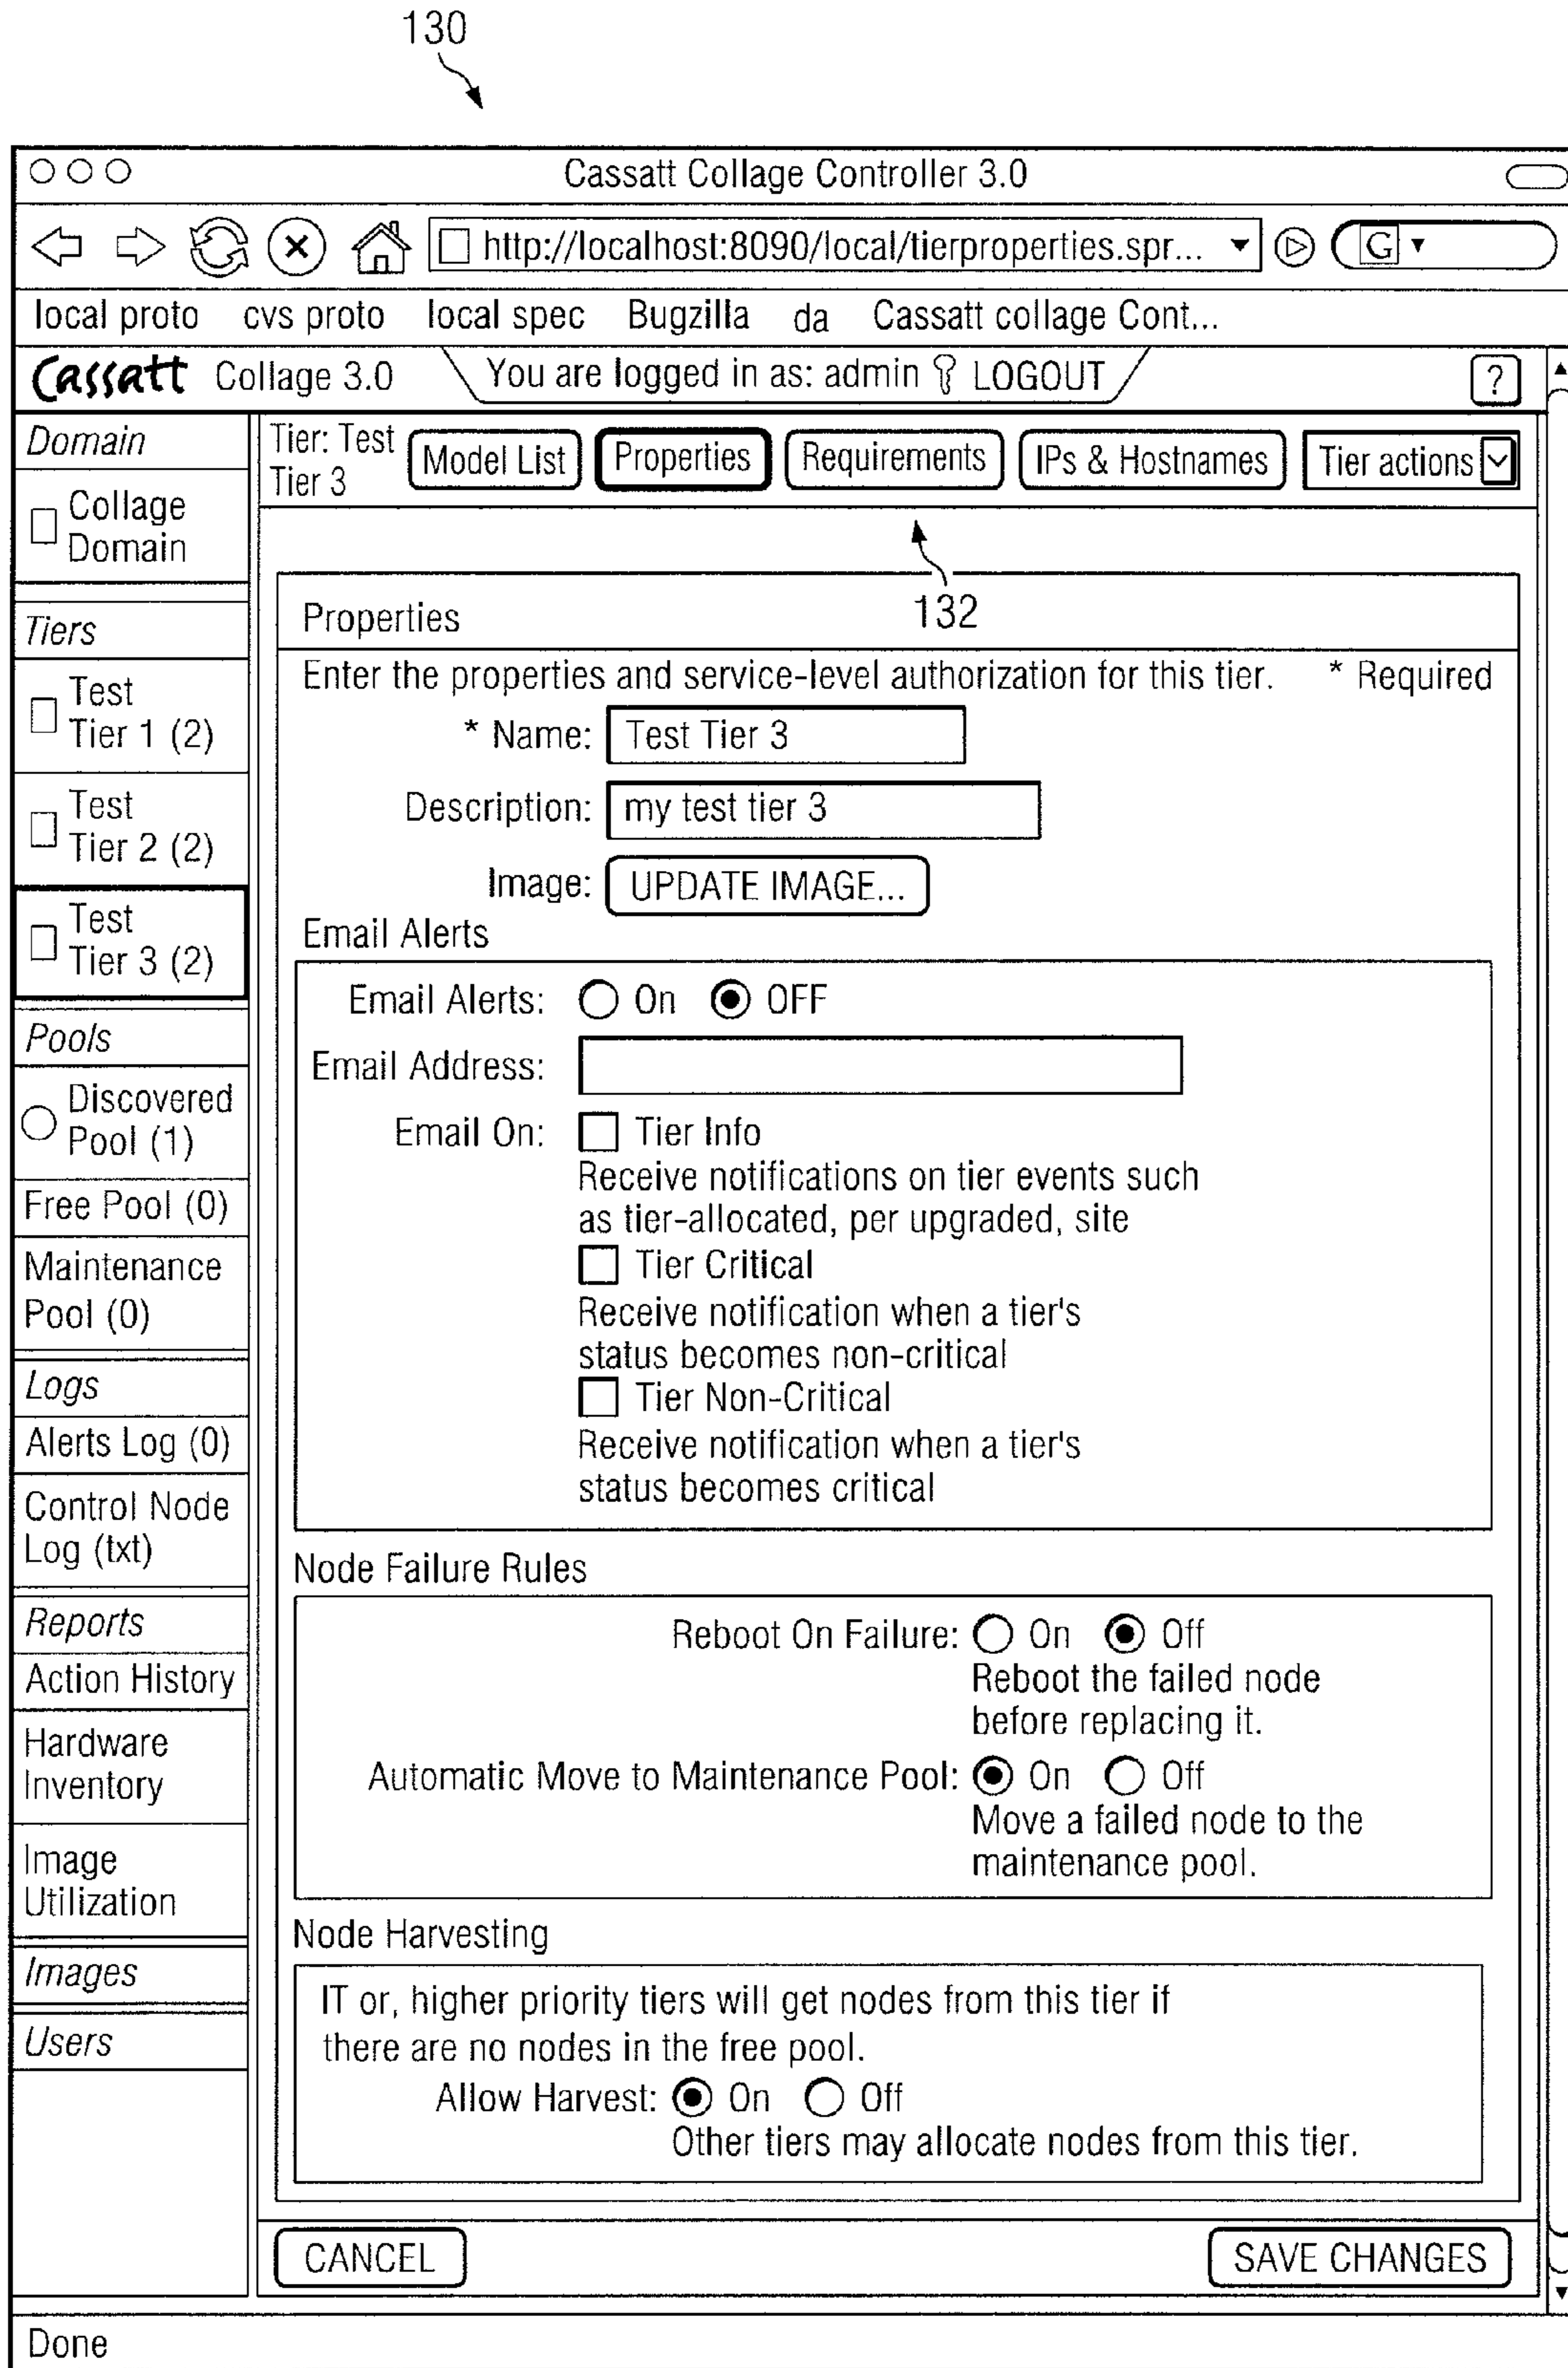 130
Cassatt Collage Controller 3.0
http://localhost:8090/local/tierproperties.spr...
G
local proto cvs proto local spec Bugzilla da Cassatt collage Cont...
Cassatt Collage 3.0 You are logged in as: admin LOGOUT ?
Domain
Collage
Domain
Tiers
Test
Tier 1 (2)
Test
Tier 2 (2)
Test
Tier 3 (2)
Pools
Discovered
Pool (1)
Free Pool (0)
Maintenance
Pool (0)
Logs
Alerts Log (0)
Control Node
Log (txt)
Reports
Action History
Hardware
Inventory
Image
Utilization
Images
Users
Tier: Test
Tier 3
Model List Properties Requirements IPs & Hostnames Tier actions
132
Properties
Enter the properties and service-level authorization for this tier. * Required
* Name: Test Tier 3
Description: my test tier 3
Image: UPDATE IMAGE...
Email Alerts
Email Alerts: On OFF
Email Address:
Email On: Tier Info
Receive notifications on tier events such
as tier-allocated, per upgraded, site
Tier Critical
Receive notification when a tier's
status becomes non-critical
Tier Non-Critical
Receive notification when a tier's
status becomes critical
Node Failure Rules
Reboot On Failure: On Off
Reboot the failed node
before replacing it.
Automatic Move to Maintenance Pool: On Off
Move a failed node to the
maintenance pool.
Node Harvesting
IT or, higher priority tiers will get nodes from this tier if
there are no nodes in the free pool.
Allow Harvest: On Off
Other tiers may allocate nodes from this tier.
CANCEL SAVE CHANGES
Done